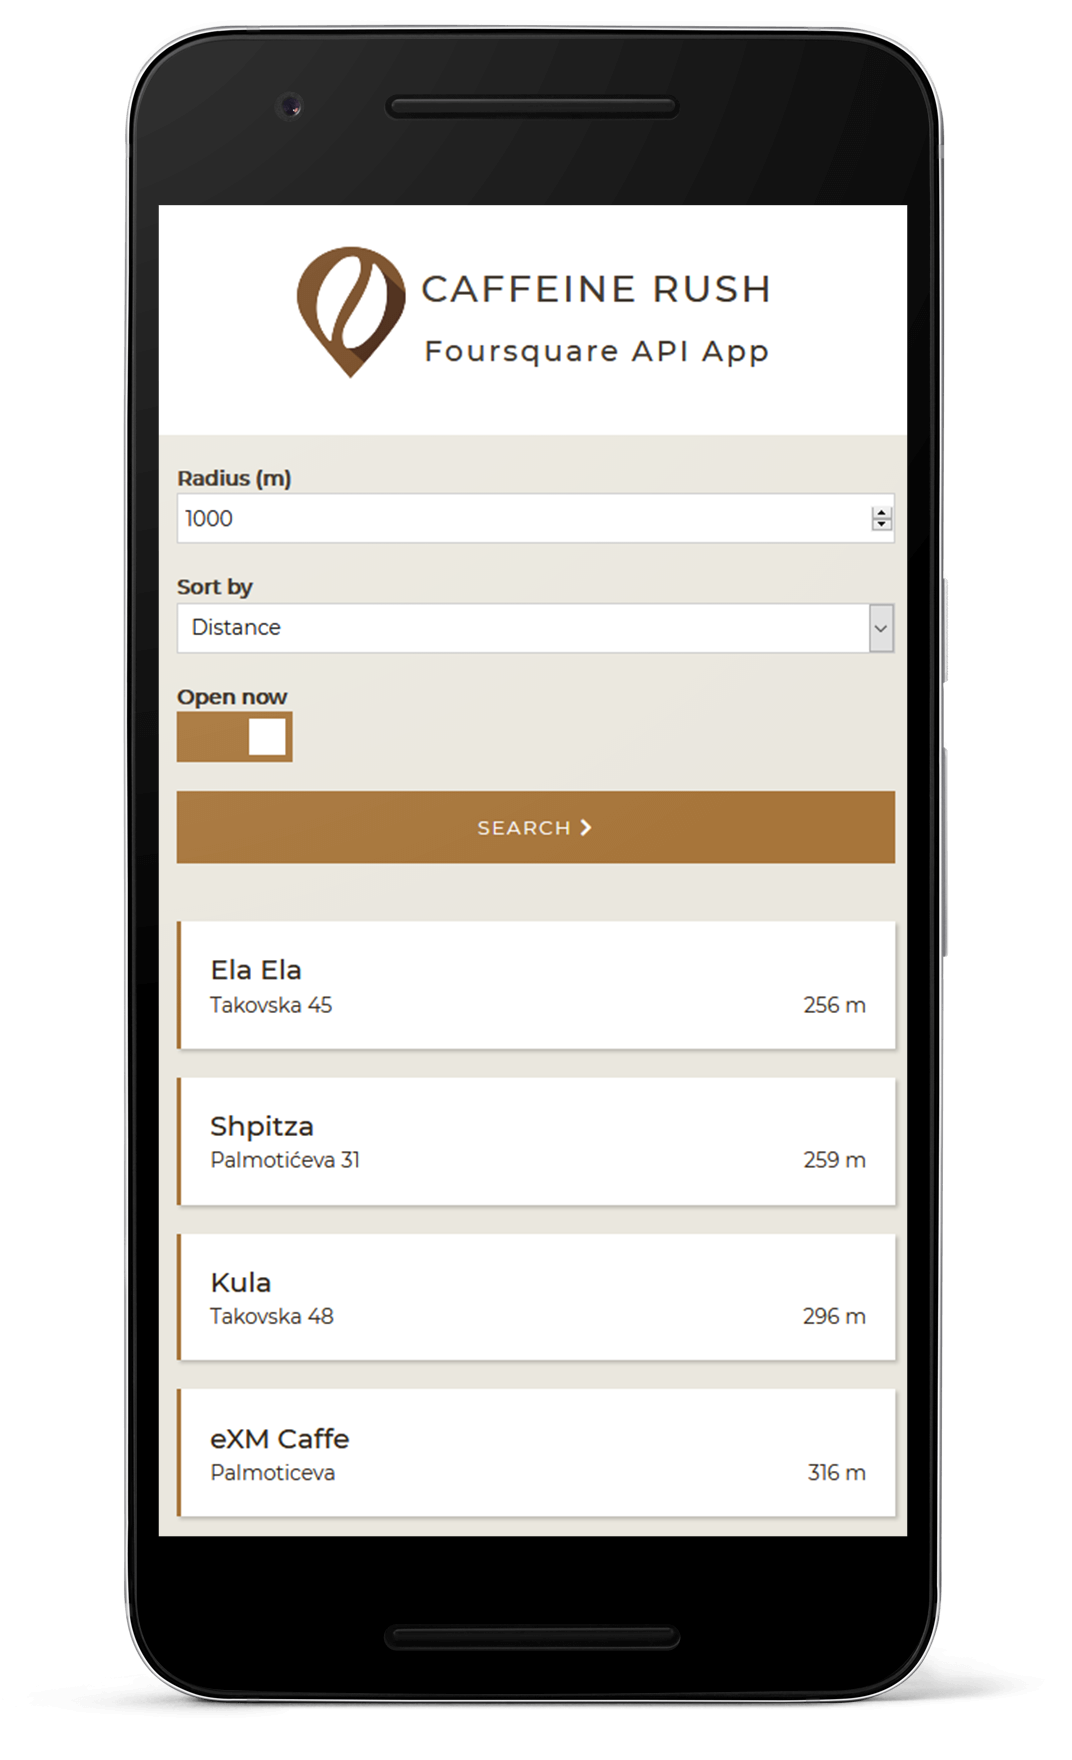 CAFFEINE RUSH
Foursquare API App
Radius (m)
1000
Sort by
Distance
Open now
SEARCH
Ela Ela
Takovska 45
256 m
Shpitza
Palmotićeva 31
259 m
Kula
Takovska 48
296 m
eXM Caffe
Palmoticeva
316 m